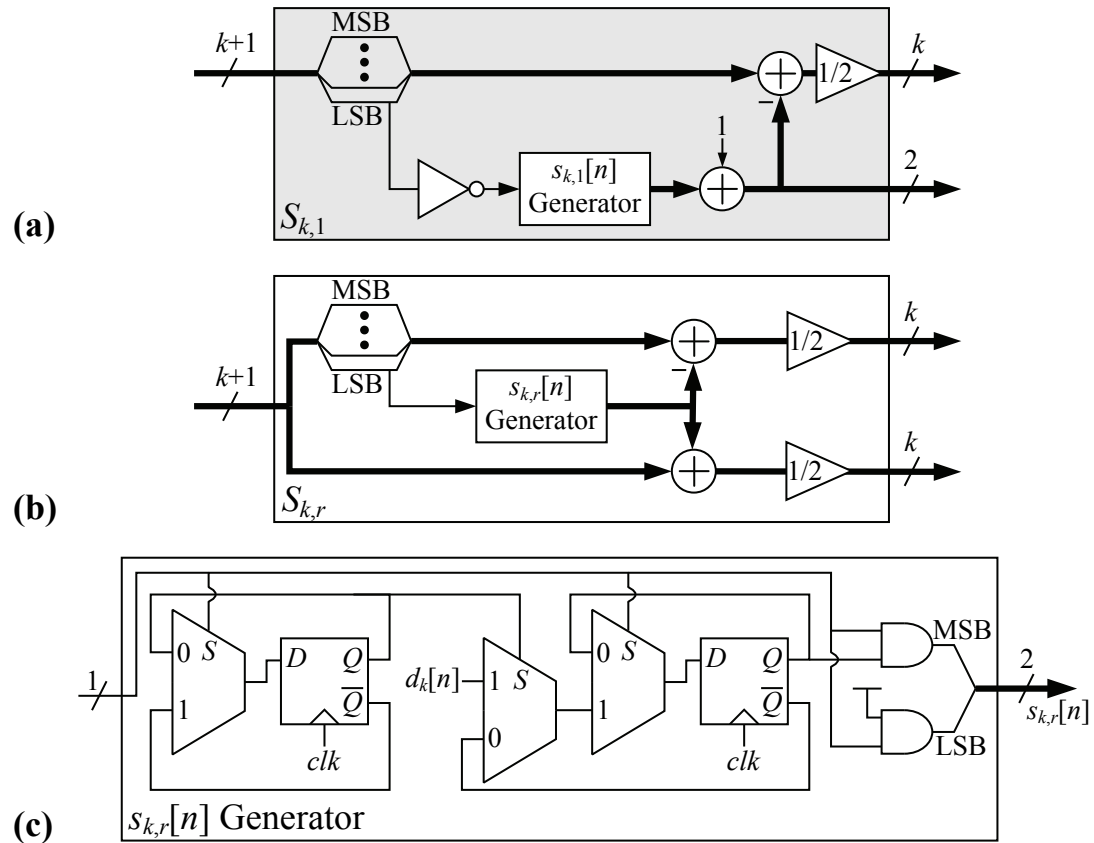 MSB
k+1
k
1/2
LSB
−
1
2
s_{k,1}[n]
Generator
S_{k,1}
(a)
MSB
k
1/2
LSB
−
k+1
s_{k,r}[n]
Generator
k
1/2
S_{k,r}
(b)
0 S
D Q
Q̅
1
clk
1
d_k[n]
1 S
0
0 S
1
D Q
Q̅
clk
MSB
LSB
2
s_{k,r}[n]
s_{k,r}[n] Generator
(c)